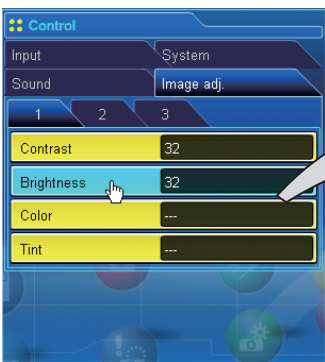 Control
Input System
Sound Image adj.
1 2 3
Contrast 32
Brightness 32
Color ---
Tint ---